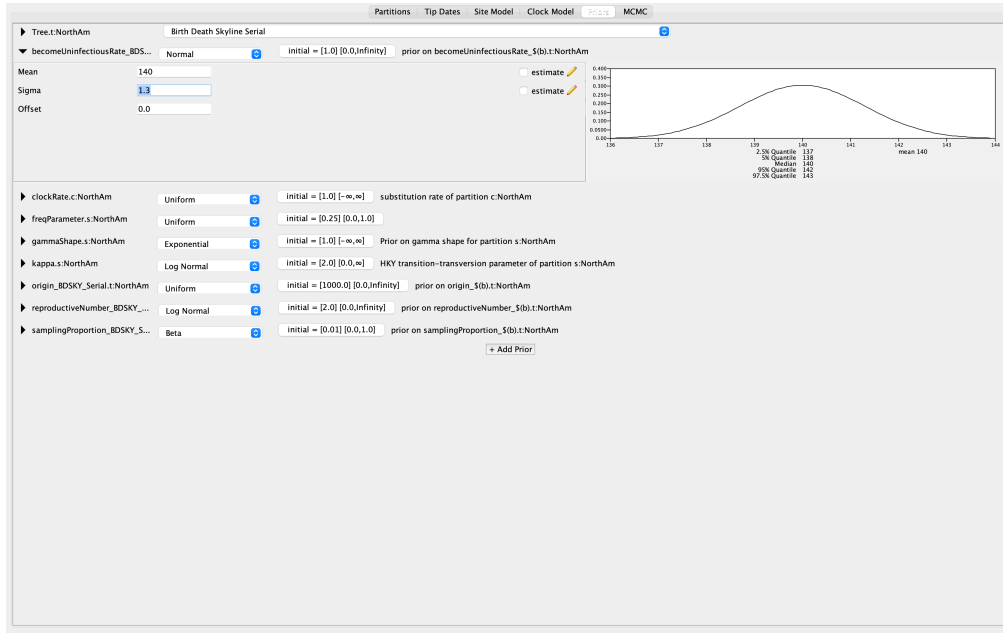 Partitions Tip Dates Site Model Clock Model Priors MCMC
Tree.t:NorthAm Birth Death Skyline Serial
becomeUninfectiousRate_BDS... Normal initial = [1.0] [0.0,Infinity] prior on becomeUninfectiousRate_$(b).t:NorthAm
Mean 140 estimate
Sigma 1.3 estimate
Offset 0.0
0.400
0.350
0.300
0.250
0.200
0.150
0.100
0.0500
0.00
136 137 138 139 140 141 142 143 144
2.5% Quantile 137 mean 140
5% Quantile 138
Median 140
95% Quantile 142
97.5% Quantile 143
clockRate.c:NorthAm Uniform initial = [1.0] [-∞,∞] substitution rate of partition c:NorthAm
freqParameter.s:NorthAm Uniform initial = [0.25] [0.0,1.0]
gammaShape.s:NorthAm Exponential initial = [1.0] [-∞,∞] Prior on gamma shape for partition s:NorthAm
kappa.s:NorthAm Log Normal initial = [2.0] [0.0,∞] HKY transition-transversion parameter of partition s:NorthAm
origin_BDSKY_Serial.t:NorthAm Uniform initial = [1000.0] [0.0,Infinity] prior on origin_$(b).t:NorthAm
reproductiveNumber_BDSKY_... Log Normal initial = [2.0] [0.0,Infinity] prior on reproductiveNumber_$(b).t:NorthAm
samplingProportion_BDSKY_S... Beta initial = [0.01] [0.0,1.0] prior on samplingProportion_$(b).t:NorthAm
+ Add Prior